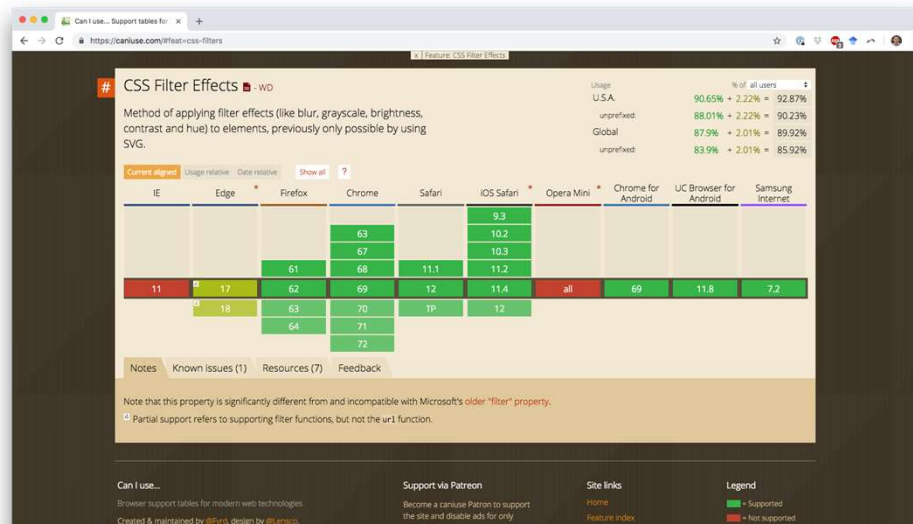 Can I use... Support tables for
https://caniuse.com/#feat=css-filters
x | Feature: CSS Filter Effects
# CSS Filter Effects - WD
Method of applying filter effects (like blur, grayscale, brightness,
contrast and hue) to elements, previously only possible by using
SVG.
Usage % of all users
U.S.A. 90.65% + 2.22% = 92.87%
unprefixed: 88.01% + 2.22% = 90.23%
Global 87.9% + 2.01% = 89.92%
unprefixed: 83.9% + 2.01% = 85.92%
Current aligned Usage relative Date relative Show all ?
IE Edge * Firefox Chrome Safari iOS Safari * Opera Mini * Chrome for Android UC Browser for Android Samsung Internet
9.3
63 10.2
67 10.3
61 68 11.1 11.2
11 4 17 62 69 12 11.4 all 69 11.8 7.2
4 18 63 70 TP 12
64 71
72
Notes Known issues (1) Resources (7) Feedback
Note that this property is significantly different from and incompatible with Microsoft's older "filter" property.
4 Partial support refers to supporting filter functions, but not the url function.
Can I use... Support via Patreon Site links Legend
Browser support tables for modern web technologies Become a caniuse Patron to support Home = Supported
Created & maintained by @Fyrd, design by @Lensco. the site and disable ads for only Feature index = Not supported